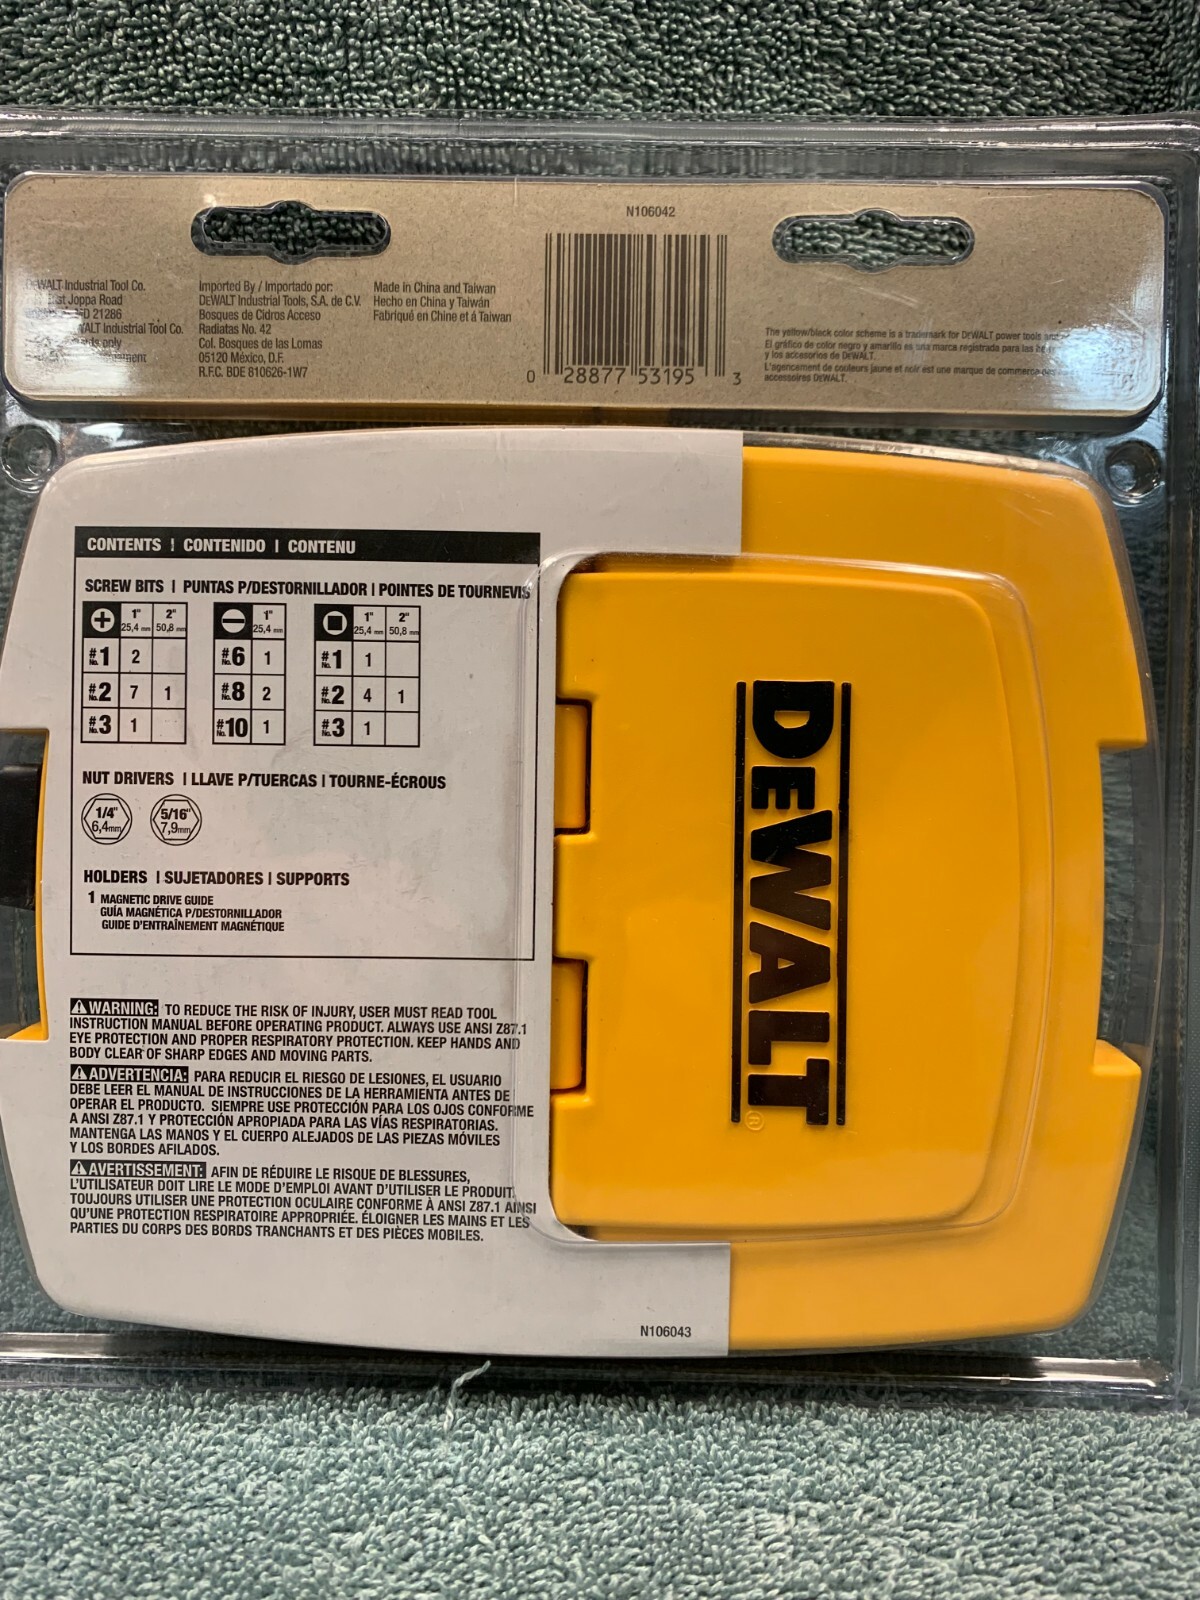 N106042
DEWALT Industrial Tool Co.
East Joppa Road
MD 21286
Industrial Tool Co.
only
Imported By / Importado por:
DEWALT Industrial Tools, S.A. de C.V.
Bosques de Cidros Acceso
Radiatas No. 42
Col. Bosques de las Lomas
05120 México, D.F.
R.F.C. BDE 810626-1W7
Made in China and Taiwan
Hecho en China y Taiwán
Fabriqué en Chine et á Taiwan
0 28877 53195 3
The yellow/black color scheme is a trademark for DEWALT power tools and
El gráfico de color negro y amarillo es una marca registrada para las
y los accesorios de DEWALT.
L'agencement de couleurs jaune et noir est une marque de commerce
accessoires DEWALT.
CONTENTS | CONTENIDO | CONTENU
SCREW BITS | PUNTAS P/DESTORNILLADOR | POINTES DE TOURNEVIS
1" 2" 1" 1" 2"
25,4 mm 50,8 mm 25,4 mm 25,4 mm 50,8 mm
#No.1 2 #No.6 1 #No.1 1
#No.2 7 1 #No.8 2 #No.2 4 1
#No.3 1 #No.10 1 #No.3 1
NUT DRIVERS | LLAVE P/TUERCAS | TOURNE-ÉCROUS
1/4" 5/16"
6,4mm 7,9mm
HOLDERS | SUJETADORES | SUPPORTS
1 MAGNETIC DRIVE GUIDE
GUÍA MAGNÉTICA P/DESTORNILLADOR
GUIDE D'ENTRAÎNEMENT MAGNÉTIQUE
WARNING: TO REDUCE THE RISK OF INJURY, USER MUST READ TOOL
INSTRUCTION MANUAL BEFORE OPERATING PRODUCT. ALWAYS USE ANSI Z87.1
EYE PROTECTION AND PROPER RESPIRATORY PROTECTION. KEEP HANDS AND
BODY CLEAR OF SHARP EDGES AND MOVING PARTS.
ADVERTENCIA: PARA REDUCIR EL RIESGO DE LESIONES, EL USUARIO
DEBE LEER EL MANUAL DE INSTRUCCIONES DE LA HERRAMIENTA ANTES DE
OPERAR EL PRODUCTO. SIEMPRE USE PROTECCIÓN PARA LOS OJOS CONFORME
A ANSI Z87.1 Y PROTECCIÓN APROPIADA PARA LAS VÍAS RESPIRATORIAS.
MANTENGA LAS MANOS Y EL CUERPO ALEJADOS DE LAS PIEZAS MÓVILES
Y LOS BORDES AFILADOS.
AVERTISSEMENT: AFIN DE RÉDUIRE LE RISQUE DE BLESSURES,
L'UTILISATEUR DOIT LIRE LE MODE D'EMPLOI AVANT D'UTILISER LE PRODUIT.
TOUJOURS UTILISER UNE PROTECTION OCULAIRE CONFORME À ANSI Z87.1 AINSI
QU'UNE PROTECTION RESPIRATOIRE APPROPRIÉE. ÉLOIGNER LES MAINS ET LES
PARTIES DU CORPS DES BORDS TRANCHANTS ET DES PIÈCES MOBILES.
N106043
DEWALT®